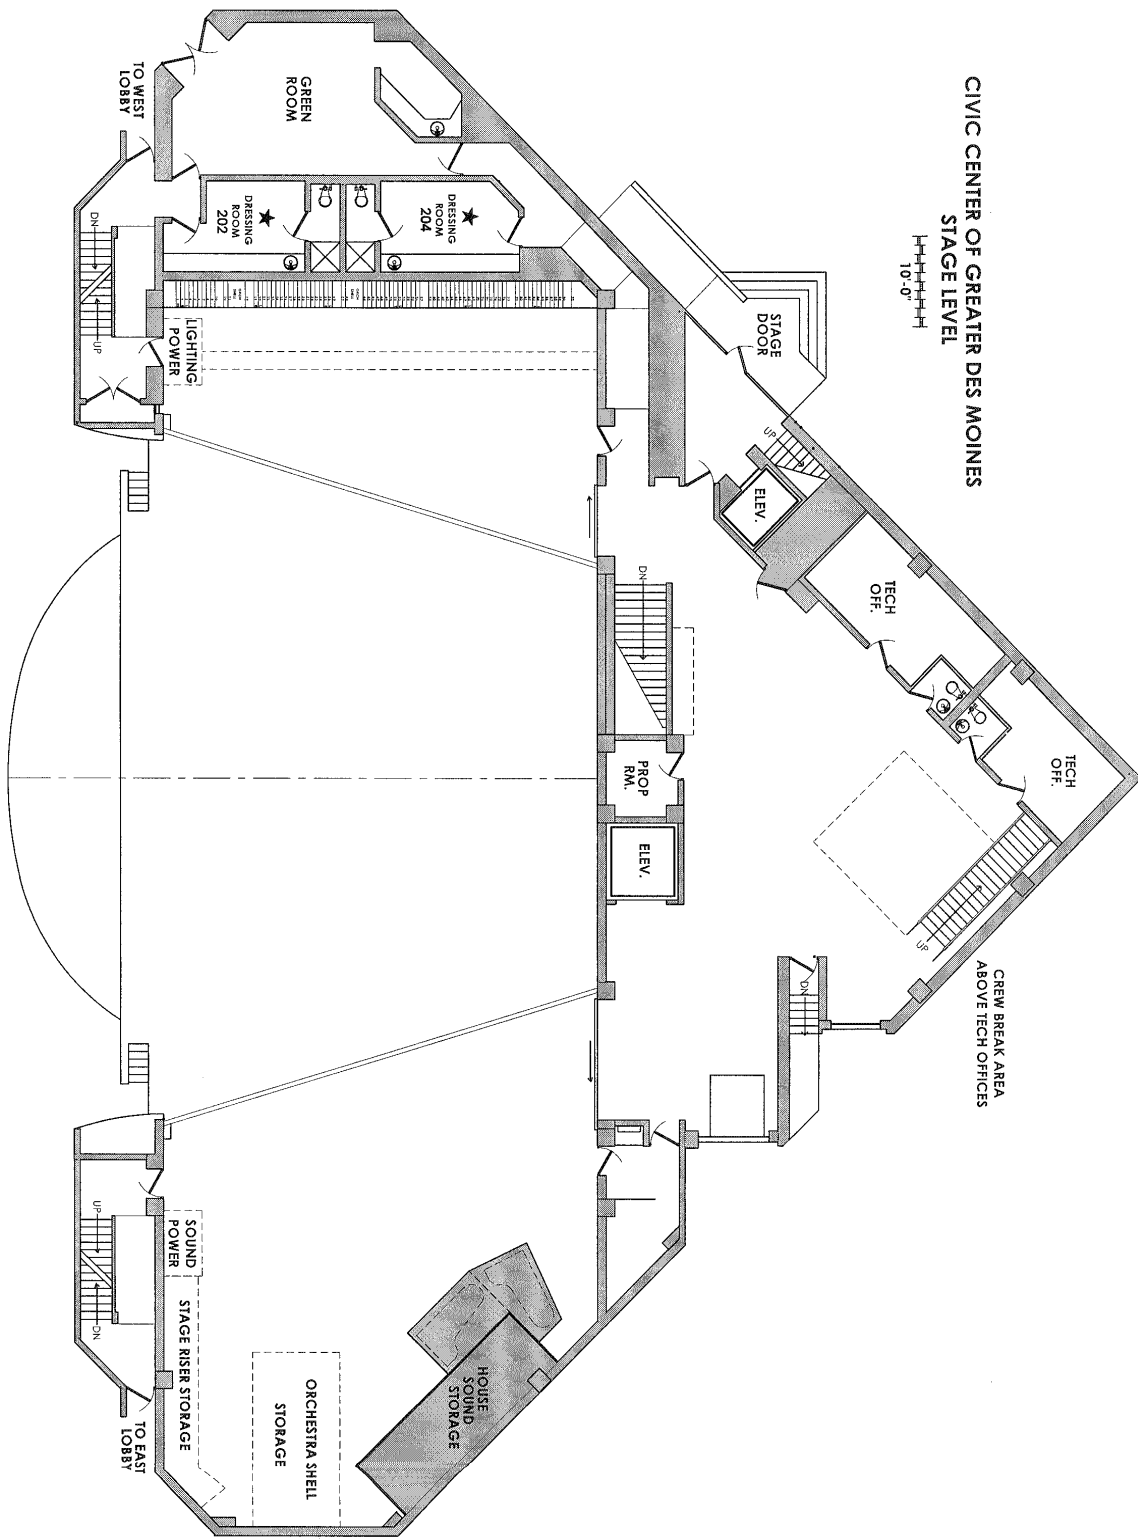 CIVIC CENTER OF GREATER DES MOINES
STAGE LEVEL
10'-0"
TO WEST
LOBBY
GREEN
ROOM
DRESSING
ROOM
202
DRESSING
ROOM
204
DN
UP
LIGHTING
POWER
STAGE
DOOR
UP
ELEV.
TECH
OFF.
TECH
OFF.
DN
PROP
RM.
ELEV.
UP
CREW BREAK AREA
ABOVE TECH OFFICES
DN
UP
DN
SOUND
POWER
STAGE RISER STORAGE
ORCHESTRA SHELL
STORAGE
HOUSE
SOUND
STORAGE
TO EAST
LOBBY